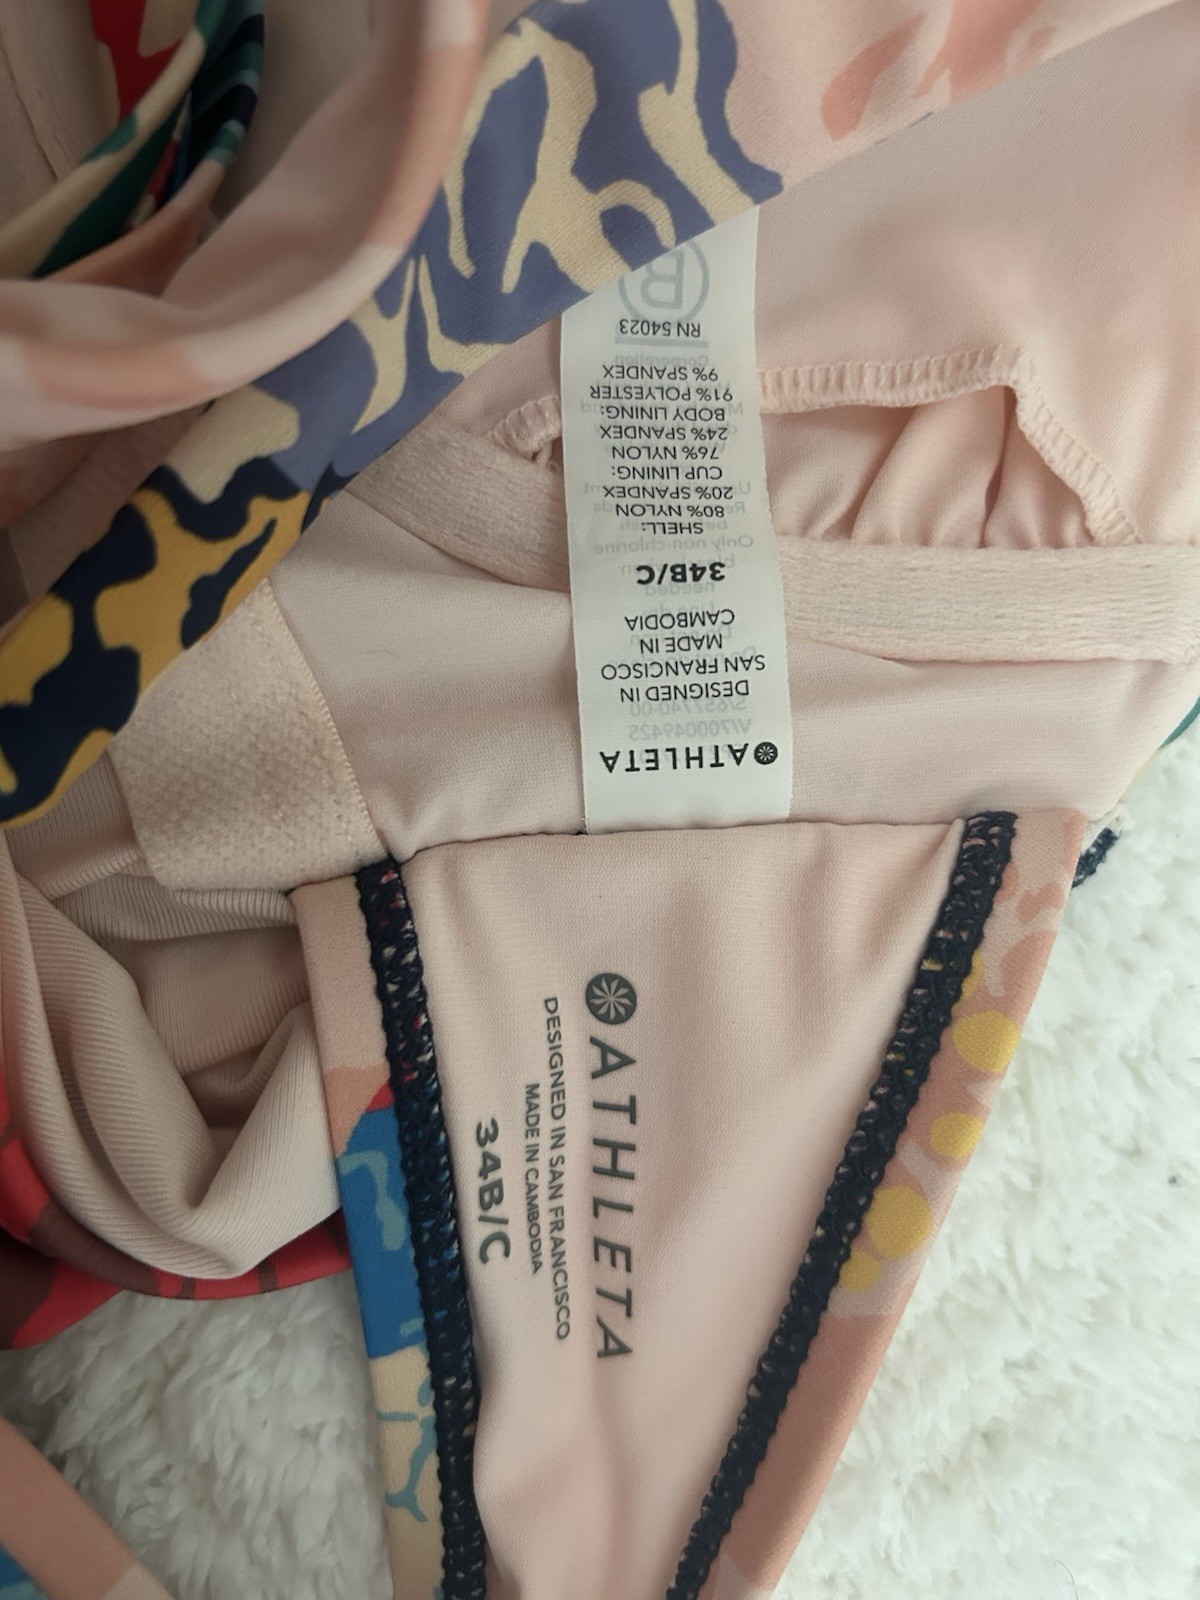 ATHLETA
DESIGNED IN
SAN FRANCISCO
MADE IN
CAMBODIA
34B/C
SHELL:
80% NYLON
20% SPANDEX
CUP LINING:
76% NYLON
24% SPANDEX
BODY LINING:
91% POLYESTER
9% SPANDEX
RN 54023
B
ATHLETA
DESIGNED IN SAN FRANCISCO
MADE IN CAMBODIA
34B/C